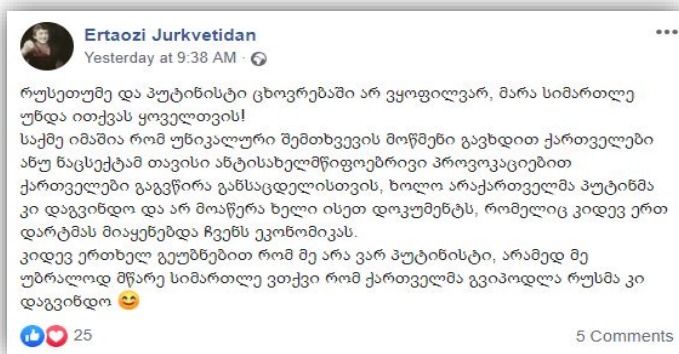 Ertaozi Jurkvetidan
Yesterday at 9:38 AM ·
რუსეთუმე და პუტინისტი ცხოვრებაში არ ვყოფილვარ, მარა სიმართლე
უნდა ითქვას ყოველთვის!
საქმე იმაშია რომ უნიკალური შემთხვევის მოწმენი გავხდით ქართველები
ანუ ნაცსექტამ თავისი ანტისახელმწიფოებრივი პროვოკაციებით
ქართველები გაგვწირა განსაცდელისთვის, ხოლო არაქართველმა პუტინმა
კი დაგვინდო და არ მოაწერა ხელი ისეთ დოკუმენტს, რომელიც კიდევ ერთ
დარტმას მიაყენებდა ჩვენს ეკონომიკას.
კიდევ ერთხელ გეუბნებით რომ მე არა ვარ პუტინისტი, არამედ მე
უბრალოდ მწარე სიმართლე ვთქვი რომ ქართველმა გვიპოდლა რუსმა კი
დაგვინდო 😊
25
5 Comments